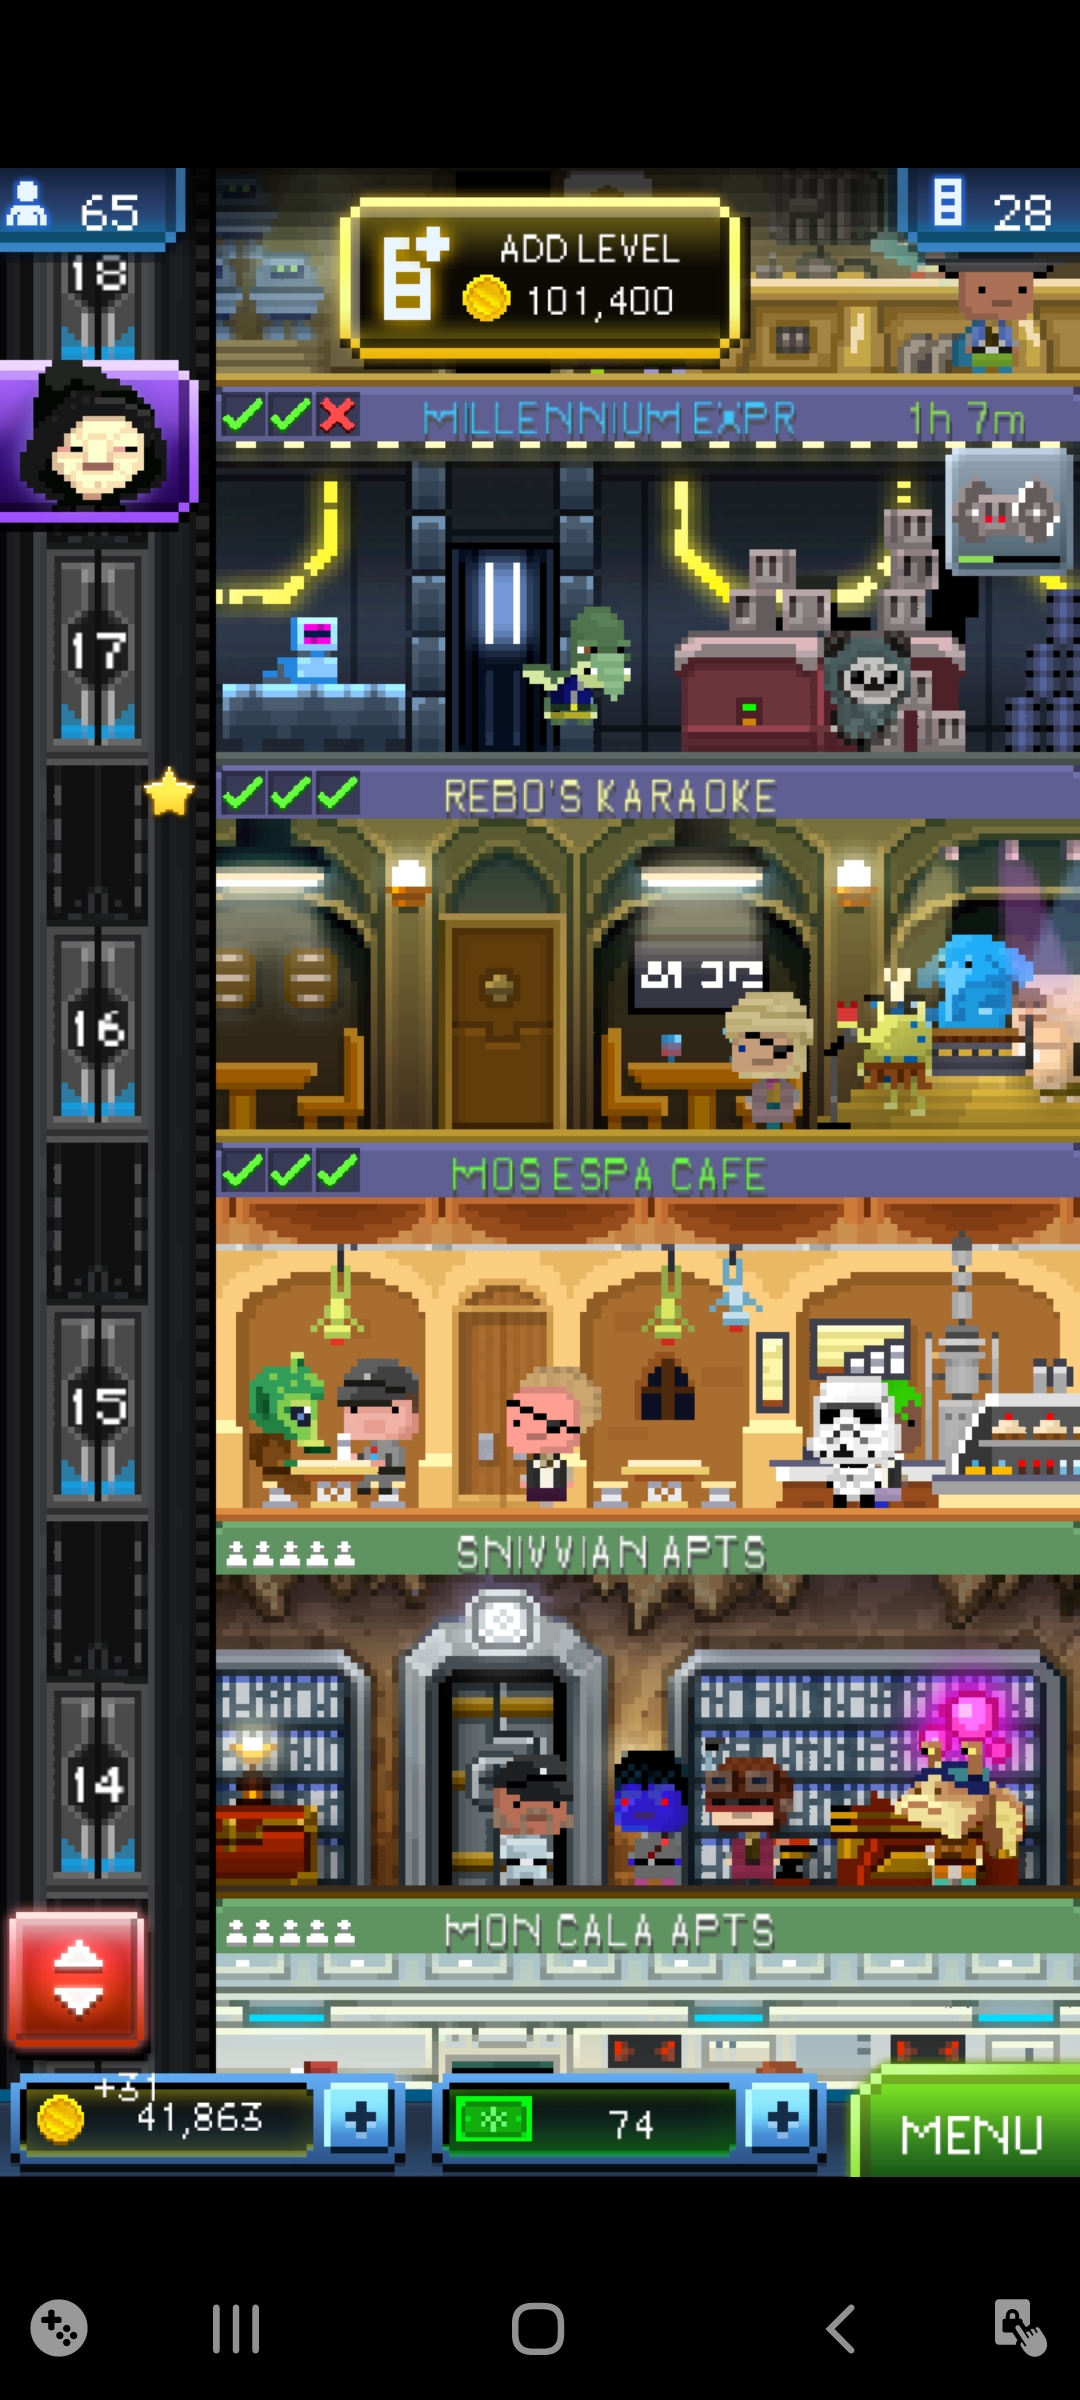 65
ADD LEVEL
101,400
28
18
MILLENNIUM EXPR
1h 7m
17
REBO'S KARAOKE
16
MOS ESPA CAFE
15
SNIVVIAN APTS
14
MON CALA APTS
+31
41,863
74
MENU